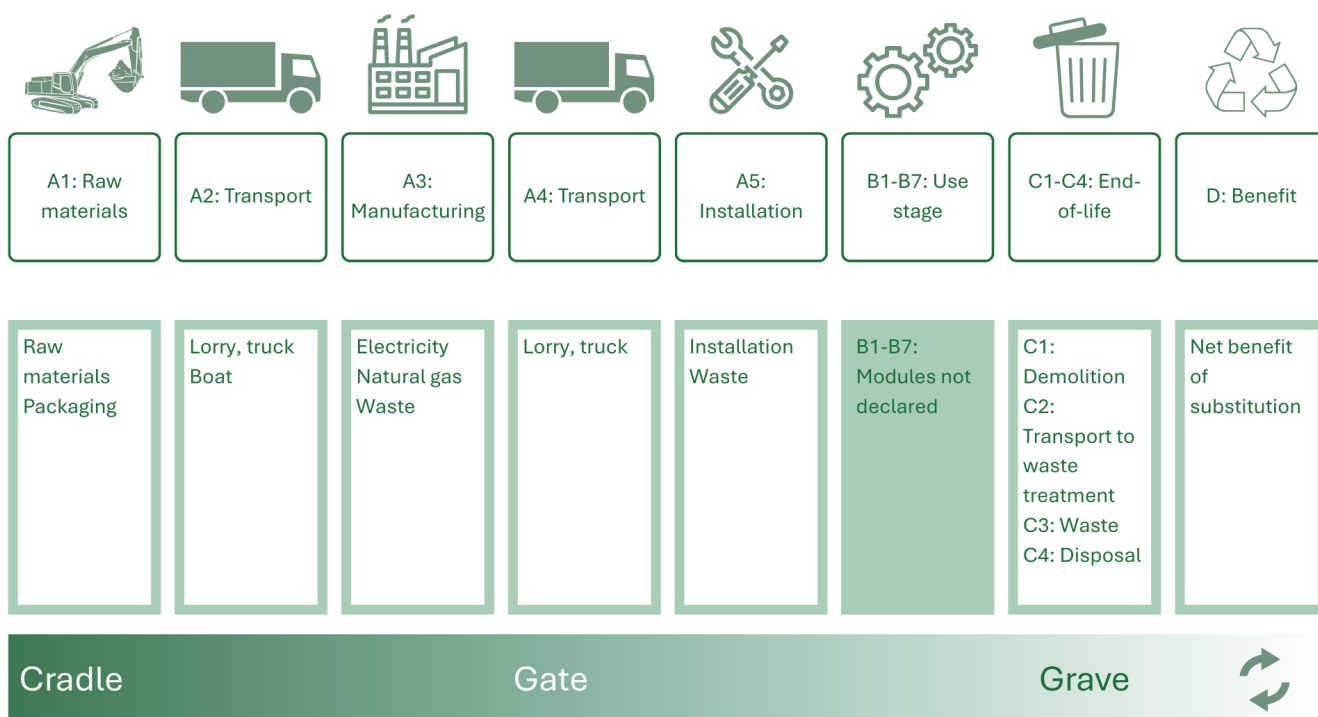 A1: Raw
materials
A2: Transport
A3:
Manufacturing
A4: Transport
A5:
Installation
B1-B7: Use
stage
C1-C4: End-
of-life
D: Benefit
Raw
materials
Packaging
Lorry, truck
Boat
Electricity
Natural gas
Waste
Lorry, truck
Installation
Waste
B1-B7:
Modules not
declared
C1:
Demolition
C2:
Transport to
waste
treatment
C3: Waste
C4: Disposal
Net benefit
of
substitution
Cradle
Gate
Grave